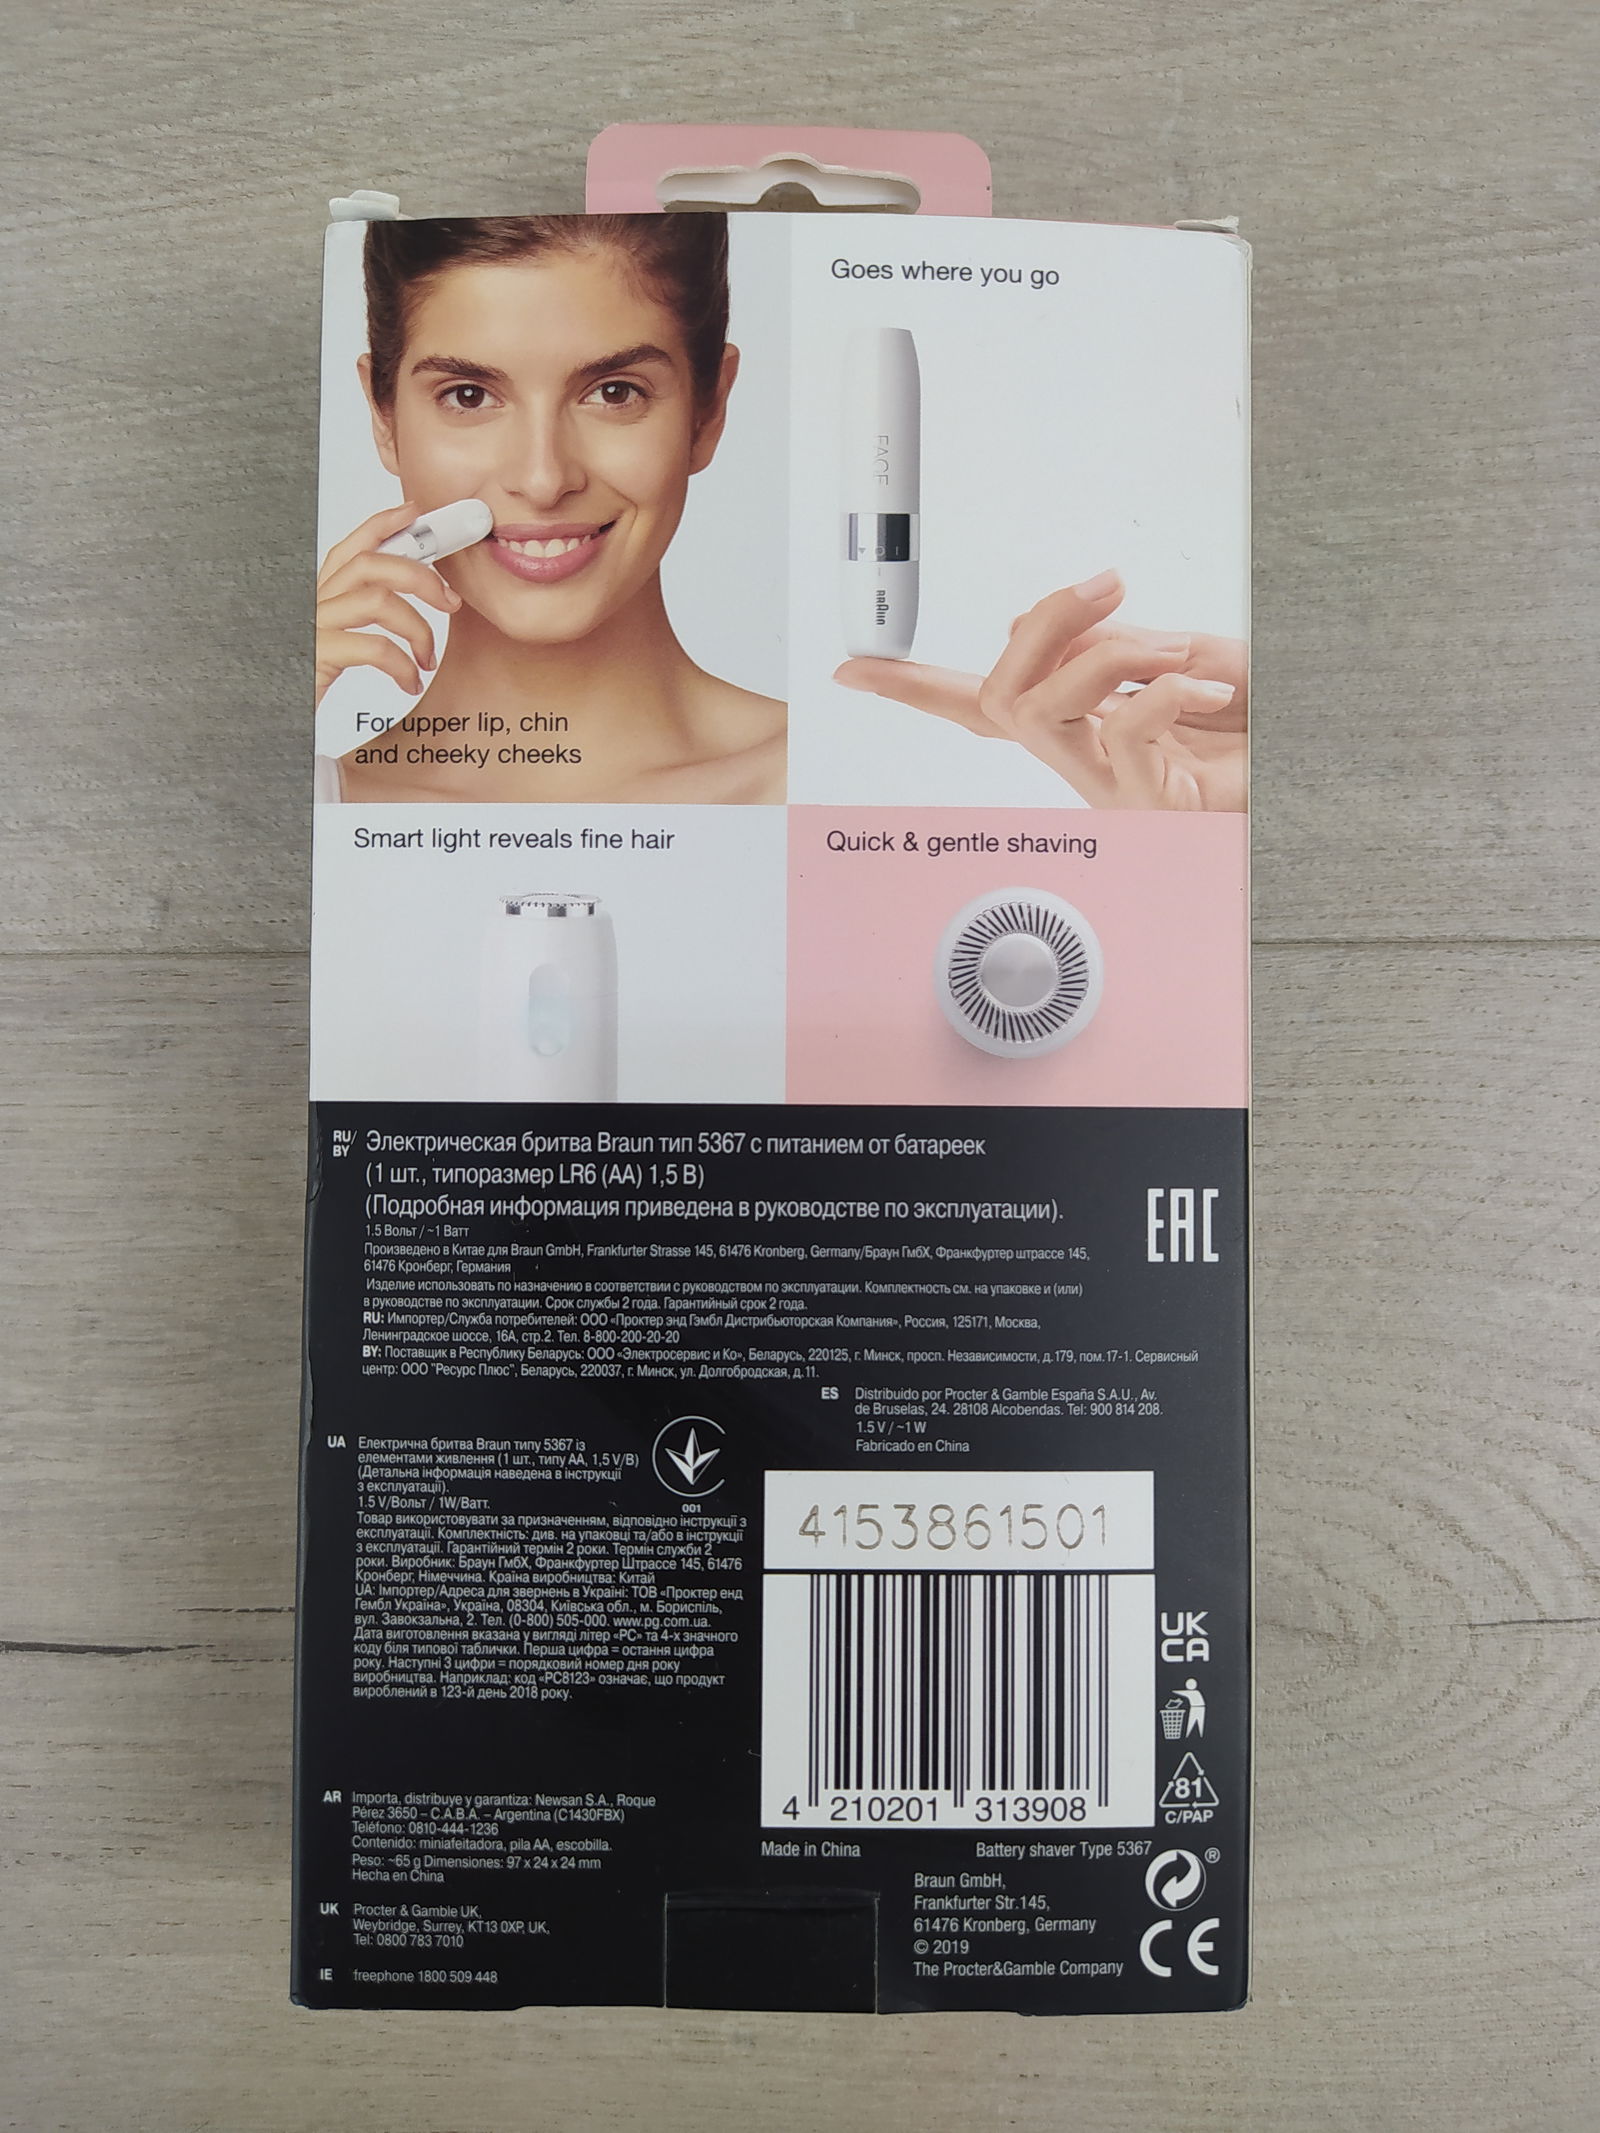 Goes where you go
FACE
BRAUN
For upper lip, chin
and cheeky cheeks
Smart light reveals fine hair
Quick & gentle shaving
RU/
BY
Электрическая бритва Braun тип 5367 с питанием от батареек
(1 шт., типоразмер LR6 (AA) 1,5 В)
(Подробная информация приведена в руководстве по эксплуатации).
1.5 Вольт / ~1 Ватт
Произведено в Китае для Braun GmbH, Frankfurter Strasse 145, 61476 Kronberg, Germany/Браун ГмбХ, Франкфуртер штрассе 145,
61476 Кронберг, Германия
Изделие использовать по назначению в соответствии с руководством по эксплуатации. Комплектность см. на упаковке и (или)
в руководстве по эксплуатации. Срок службы 2 года. Гарантийный срок 2 года.
RU: Импортер/Служба потребителей: ООО «Проктер энд Гэмбл Дистрибьюторская Компания», Россия, 125171, Москва,
Ленинградское шоссе, 16А, стр.2. Тел. 8-800-200-20-20
BY: Поставщик в Республику Беларусь: ООО «Электросервис и Ко», Беларусь, 220125, г. Минск, просп. Независимости, д.179, пом.17-1. Сервисный
центр: ООО "Ресурс Плюс", Беларусь, 220037, г. Минск, ул. Долгобродская, д.11.
EAC
ES Distribuido por Procter & Gamble España S.A.U., Av.
de Bruselas, 24. 28108 Alcobendas. Tel: 900 814 208.
1.5 V / ~1 W
Fabricado en China
UA Електрична бритва Braun типу 5367 із
елементами живлення (1 шт., типу AA, 1,5 V/В)
(Детальна інформація наведена в інструкції
з експлуатації).
1.5 V/Вольт / 1W/Ватт.
001
Товар використовувати за призначенням, відповідно інструкції з
експлуатації. Комплектність: див. на упаковці та/або в інструкції
з експлуатації. Гарантійний термін 2 роки. Термін служби 2
роки. Виробник: Браун ГмбХ, Франкфуртер Штрассе 145, 61476
Кронберг, Німеччина. Країна виробництва: Китай
UA: Імпортер/Адреса для звернень в Україні: ТОВ «Проктер енд
Гембл Україна», Україна, 08304, Київська обл., м. Бориспіль,
вул. Завокзальна, 2. Тел. (0-800) 505-000. www.pg.com.ua.
Дата виготовлення вказана у вигляді літер «PC» та 4-х значного
коду біля типової таблички. Перша цифра = остання цифра
року. Наступні 3 цифри = порядковий номер дня року
виробництва. Наприклад: код «PC8123» означає, що продукт
вироблений в 123-й день 2018 року.
4153861501
4 210201 313908
UK
CA
81
C/PAP
AR Importa, distribuye y garantiza: Newsan S.A., Roque
Pérez 3650 – C.A.B.A. – Argentina (C1430FBX)
Teléfono: 0810-444-1236
Contenido: miniafeitadora, pila AA, escobilla.
Peso: ~65 g Dimensiones: 97 x 24 x 24 mm
Hecha en China
UK Procter & Gamble UK,
Weybridge, Surrey, KT13 0XP, UK,
Tel: 0800 783 7010
IE freephone 1800 509 448
Made in China
Battery shaver Type 5367
®
Braun GmbH,
Frankfurter Str.145,
61476 Kronberg, Germany
© 2019
The Procter&Gamble Company
CE